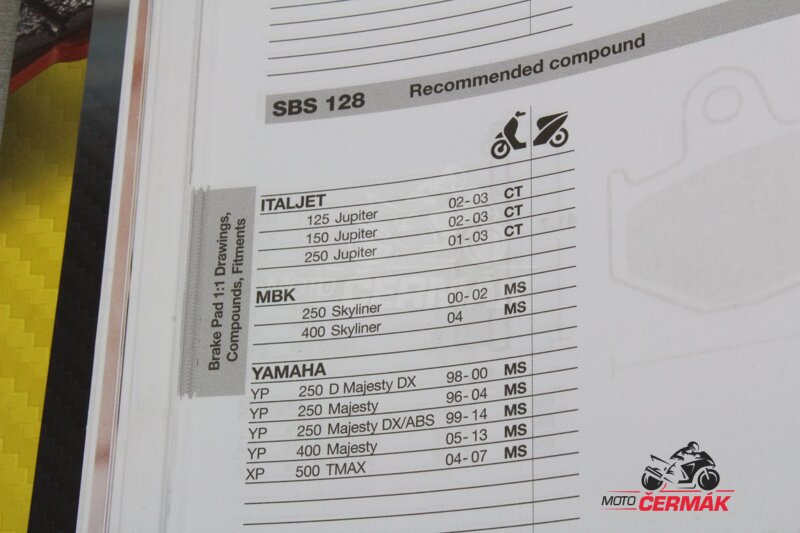 SBS 128 Recommended compound
Brake Pad 1:1 Drawings,
Compounds, Fitments
ITALJET
125 Jupiter 02-03 CT
150 Jupiter 02-03 CT
250 Jupiter 01-03 CT
MBK
250 Skyliner 00-02 MS
400 Skyliner 04 MS
YAMAHA
YP 250 D Majesty DX 98-00 MS
YP 250 Majesty 96-04 MS
YP 250 Majesty DX/ABS 99-14 MS
YP 400 Majesty 05-13 MS
XP 500 TMAX 04-07 MS
MOTO ČERMÁK